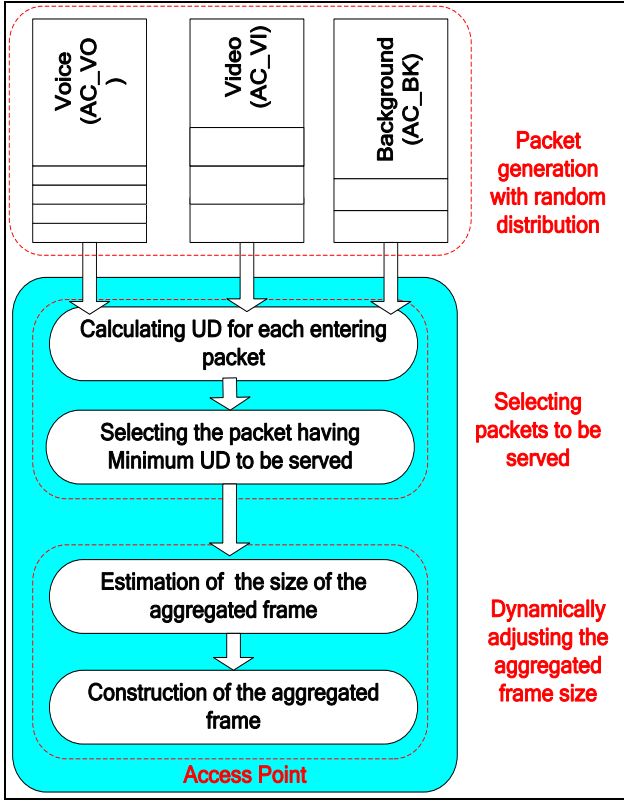 Voice
(AC_VO
)
Video
(AC_VI)
Background
(AC_BK)
Packet
generation
with random
distribution
Calculating UD for each entering
packet
Selecting the packet having
Minimum UD to be served
Selecting
packets to be
served
Estimation of the size of the
aggregated frame
Construction of the aggregated
frame
Dynamically
adjusting the
aggregated
frame size
Access Point